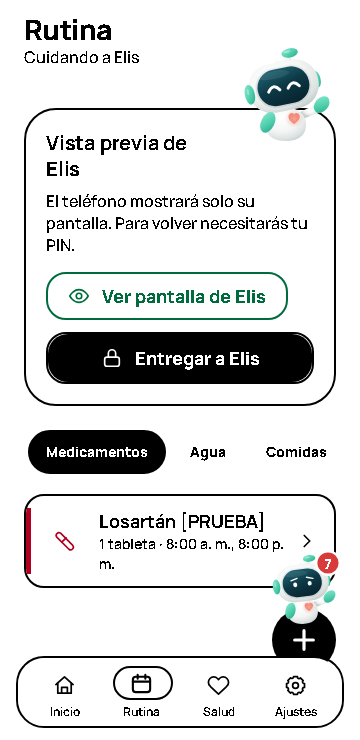 Rutina
Cuidando a Elis
Vista previa de
Elis
El teléfono mostrará solo su
pantalla. Para volver necesitarás tu
PIN.
Ver pantalla de Elis
Entregar a Elis
Medicamentos
Agua
Comidas
Losartán [PRUEBA]
1 tableta · 8:00 a. m., 8:00 p.
m.
7
Inicio
Rutina
Salud
Ajustes